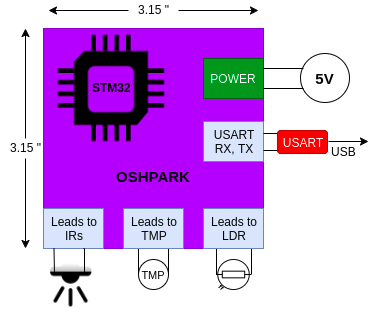 3.15 "
STM32
POWER
5V
3.15 "
USART
RX, TX
USART
USB
OSHPARK
Leads to
IRs
Leads to
TMP
Leads to
LDR
TMP